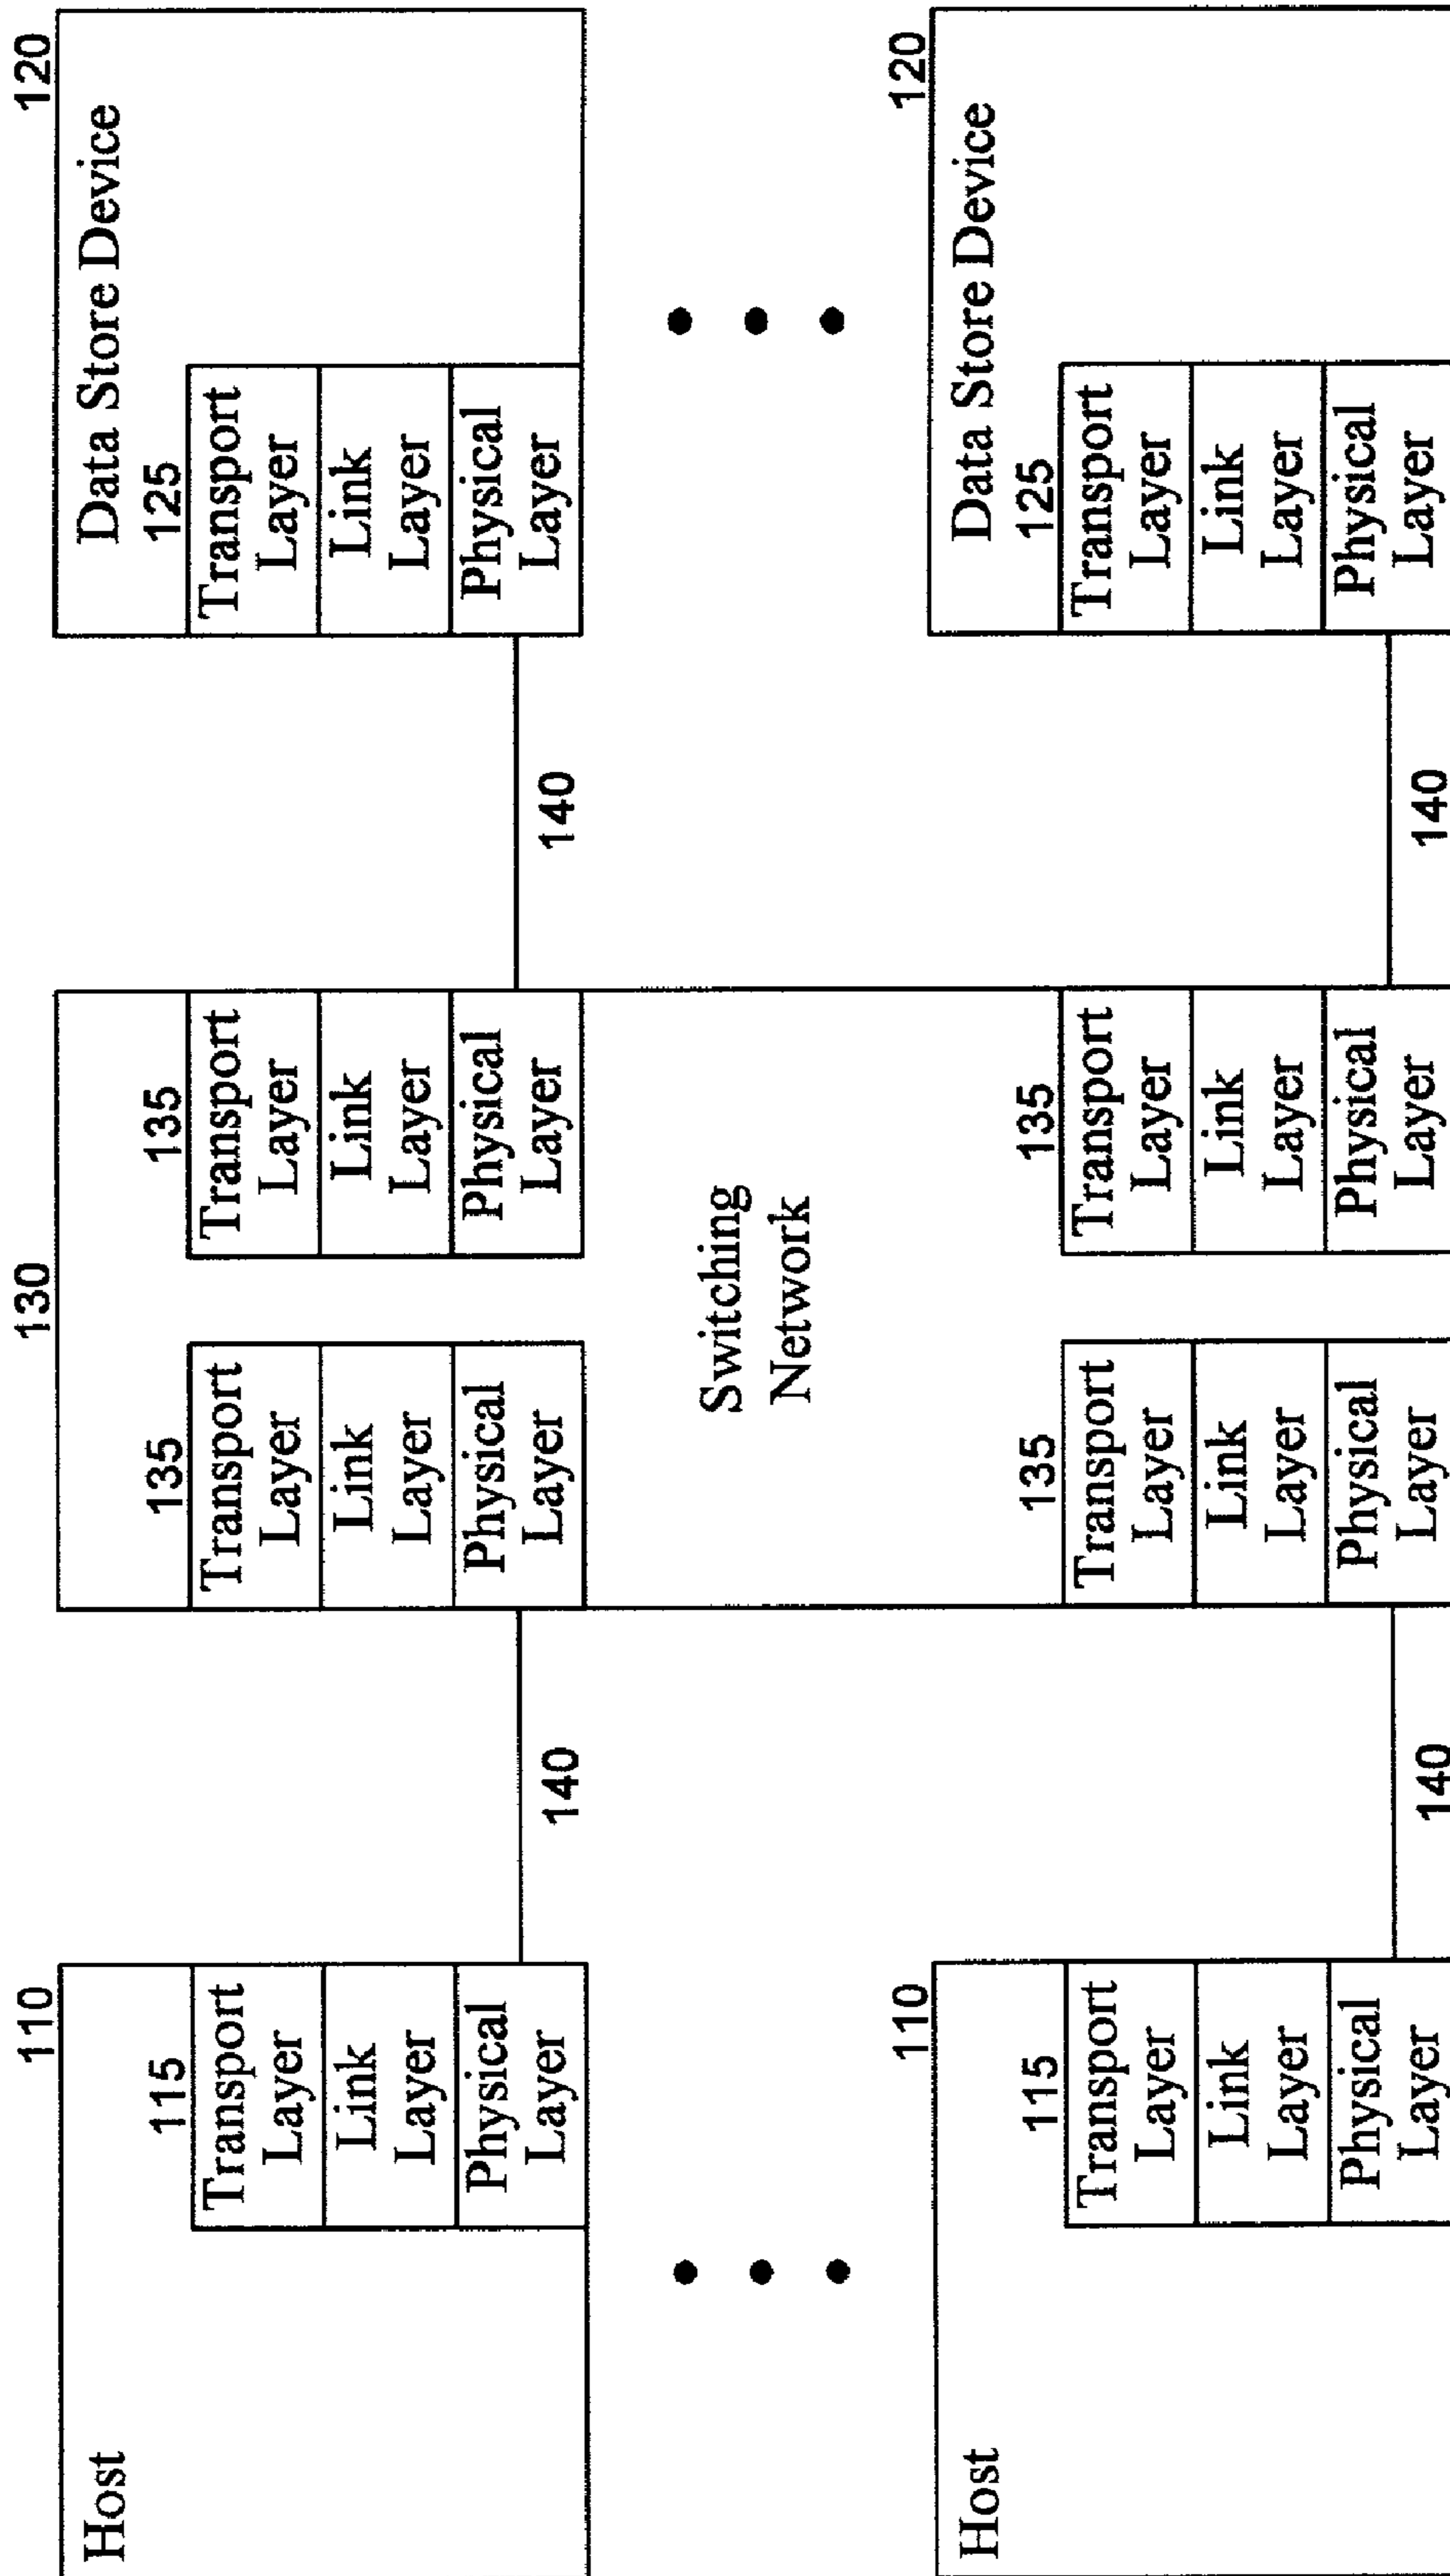 110
130
120
Host
Data Store Device
115
135
135
125
Transport
Layer
Link
Layer
Physical
Layer
Transport
Layer
Link
Layer
Physical
Layer
Transport
Layer
Link
Layer
Physical
Layer
Transport
Layer
Link
Layer
Physical
Layer
140
140
Switching
Network
110
120
Host
Data Store Device
115
135
135
125
Transport
Layer
Link
Layer
Physical
Layer
Transport
Layer
Link
Layer
Physical
Layer
Transport
Layer
Link
Layer
Physical
Layer
Transport
Layer
Link
Layer
Physical
Layer
140
140